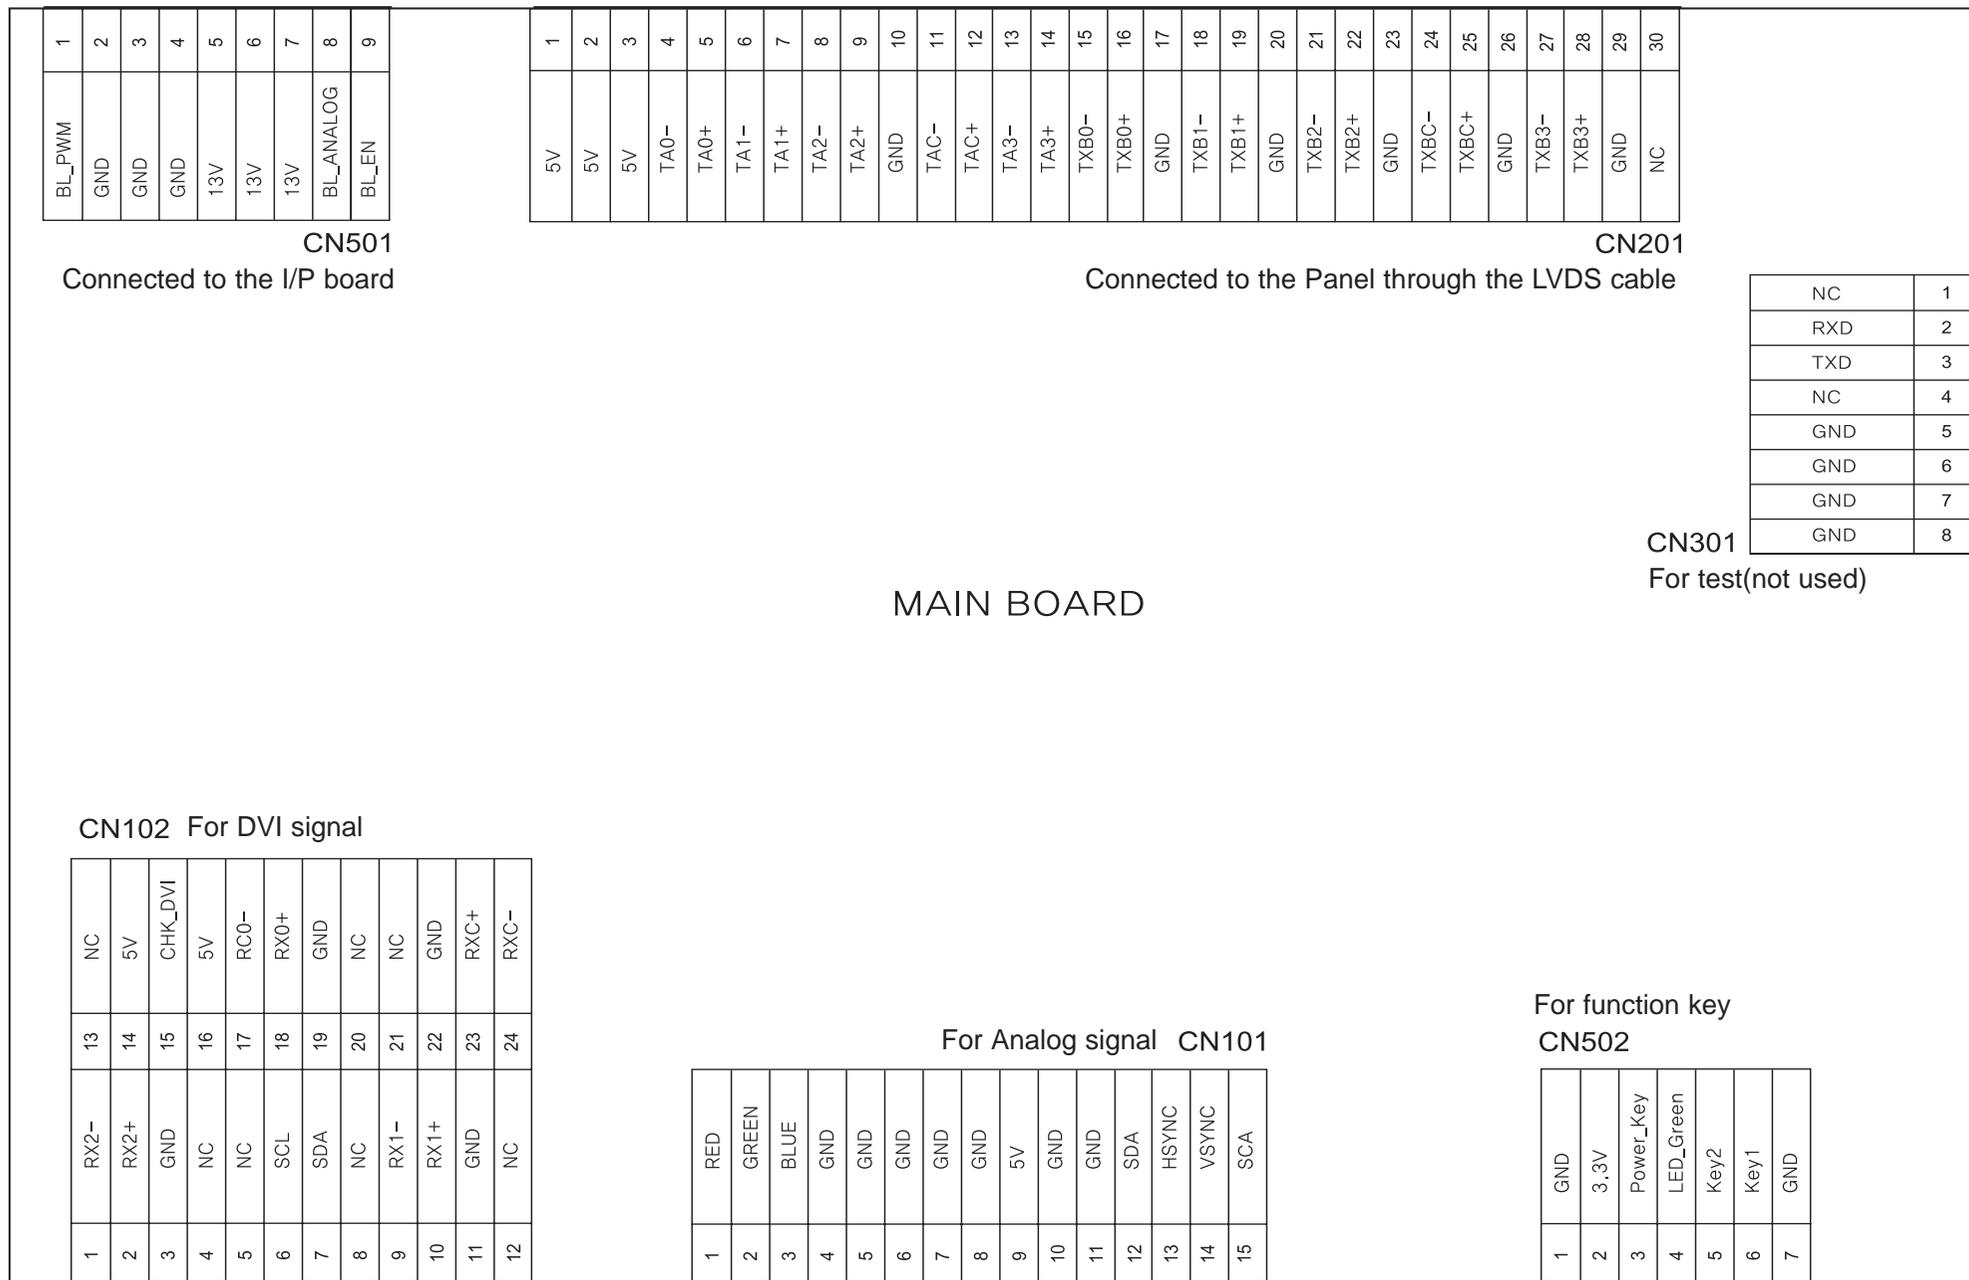 1 2 3 4 5 6 7 8 9
BL_PWM GND GND GND 13V 13V 13V BL_ANALOG BL_EN
CN501
Connected to the I/P board
1 2 3 4 5 6 7 8 9 10 11 12 13 14 15 16 17 18 19 20 21 22 23 24 25 26 27 28 29 30
5V 5V 5V TA0- TA0+ TA1- TA1+ TA2- TA2+ GND TAC- TAC+ TA3- TA3+ TXB0- TXB0+ GND TXB1- TXB1+ GND TXB2- TXB2+ GND TXBC- TXBC+ GND TXB3- TXB3+ GND NC
CN201
Connected to the Panel through the LVDS cable
NC 1
RXD 2
TXD 3
NC 4
GND 5
GND 6
GND 7
GND 8
CN301
For test(not used)
MAIN BOARD
CN102 For DVI signal
NC 5V CHK_DVI 5V RC0- RX0+ GND NC NC GND RXC+ RXC-
13 14 15 16 17 18 19 20 21 22 23 24
RX2- RX2+ GND NC NC SCL SDA NC RX1- RX1+ GND NC
1 2 3 4 5 6 7 8 9 10 11 12
For Analog signal CN101
RED GREEN BLUE GND GND GND GND GND 5V GND GND SDA HSYNC VSYNC SCA
1 2 3 4 5 6 7 8 9 10 11 12 13 14 15
For function key
CN502
GND 3.3V Power_Key LED_Green Key2 Key1 GND
1 2 3 4 5 6 7